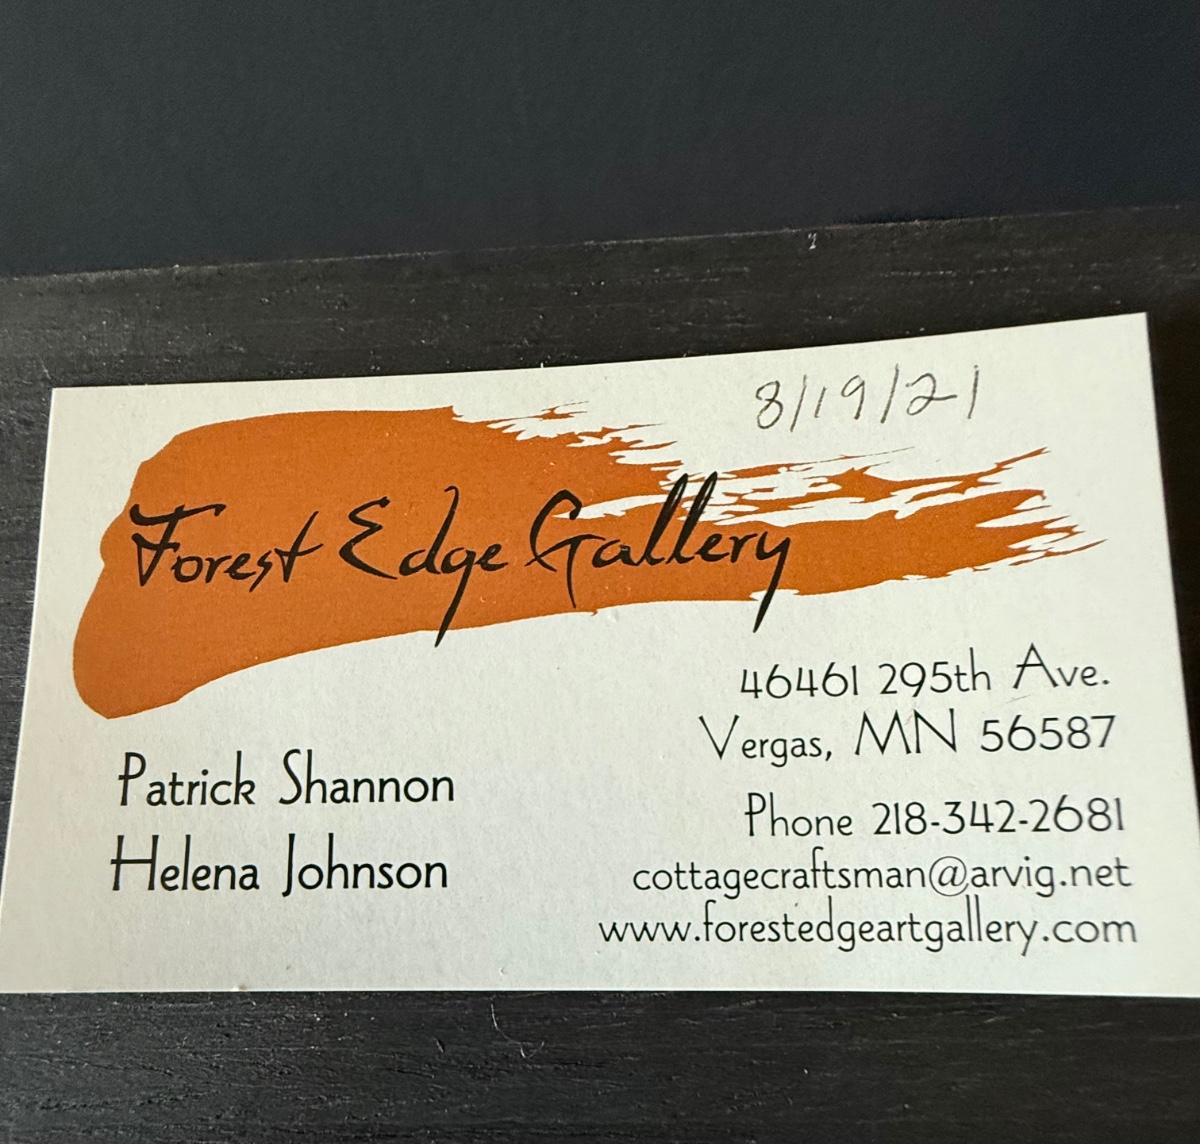 8/19/21
Forest Edge Gallery
46461 295th Ave.
Vergas, MN 56587
Patrick Shannon
Helena Johnson
Phone 218-342-2681
cottagecraftsman@arvig.net
www.forestedgeartgallery.com